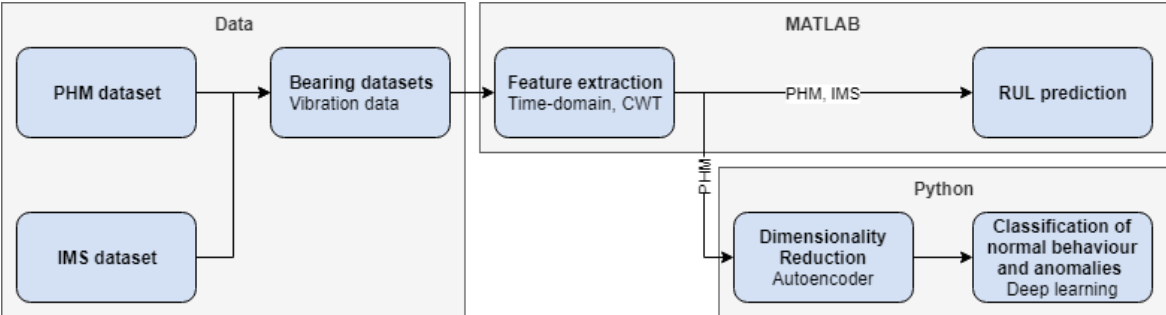 Data
PHM dataset
IMS dataset
Bearing datasets
Vibration data
MATLAB
Feature extraction
Time-domain, CWT
PHM, IMS
RUL prediction
PHM
Python
Dimensionality
Reduction
Autoencoder
Classification of
normal behaviour
and anomalies
Deep learning